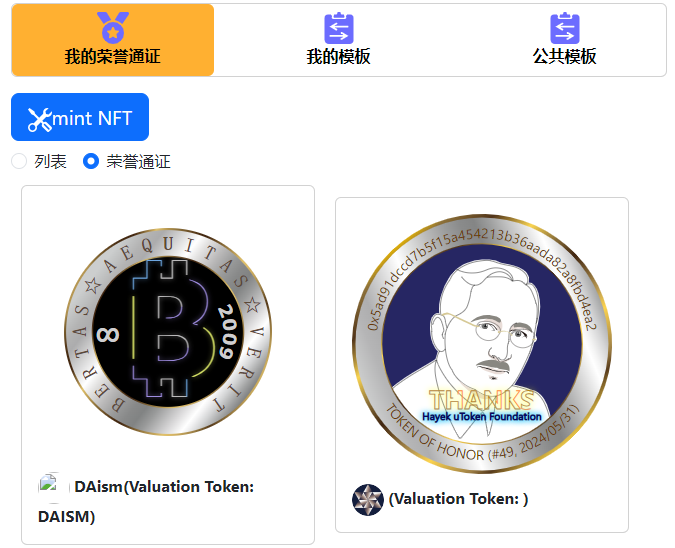 我的荣誉通证
我的模板
公共模板
mint NFT
列表
荣誉通证
BERTAS ☆ AEQUITAS ☆ VERIT
8
2009
0x5ad91dccd7b5f15a454213b36aada82a8fbd4ea2
THANKS
Hayek uToken Foundation
TOKEN OF HONOR (#49, 2024/05/31)
DAism(Valuation Token:
DAISM)
(Valuation Token: )